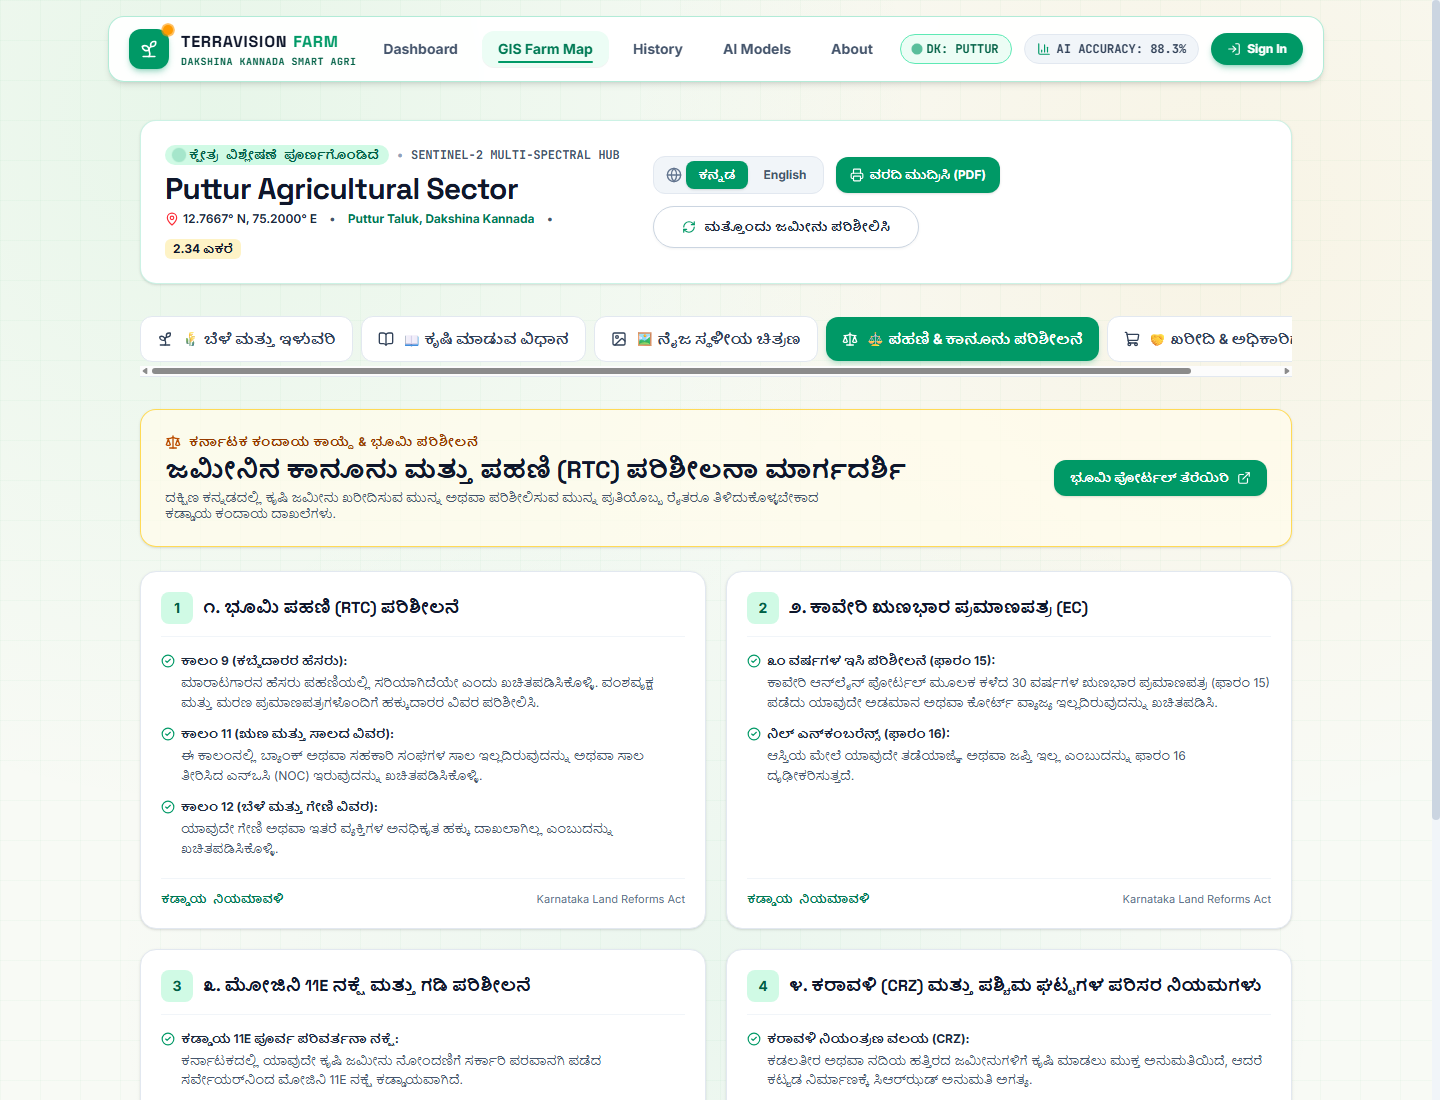 TERRAVISION FARM
DAKSHINA KANNADA SMART AGRI
Dashboard
GIS Farm Map
History
AI Models
About
DK: PUTTUR
AI ACCURACY: 88.3%
Sign In
ಕ್ಷೇತ್ರ ವಿಶ್ಲೇಷಣೆ ಪೂರ್ಣಗೊಂಡಿದೆ • SENTINEL-2 MULTI-SPECTRAL HUB
Puttur Agricultural Sector
12.7667° N, 75.2000° E • Puttur Taluk, Dakshina Kannada •
2.34 ಎಕರೆ
ಕನ್ನಡ
English
ವರದಿ ಮುದ್ರಿಸಿ (PDF)
ಮತ್ತೊಂದು ಜಮೀನು ಪರಿಶೀಲಿಸಿ
🌾 ಬೆಳೆ ಮತ್ತು ಇಳುವರಿ
📖 ಕೃಷಿ ಮಾಡುವ ವಿಧಾನ
🖼️ ನೈಜ ಸ್ಥಳೀಯ ಚಿತ್ರಣ
⚖️ ಪಹಣಿ & ಕಾನೂನು ಪರಿಶೀಲನೆ
🤝 ಖರೀದಿ & ಅಧಿಕಾರಿ
ಕರ್ನಾಟಕ ಕಂದಾಯ ಕಾಯ್ದೆ & ಭೂಮಿ ಪರಿಶೀಲನೆ
ಜಮೀನಿನ ಕಾನೂನು ಮತ್ತು ಪಹಣಿ (RTC) ಪರಿಶೀಲನಾ ಮಾರ್ಗದರ್ಶಿ
ದಕ್ಷಿಣ ಕನ್ನಡದಲ್ಲಿ ಕೃಷಿ ಜಮೀನು ಖರೀದಿಸುವ ಮುನ್ನ ಅಥವಾ ಪರಿಶೀಲಿಸುವ ಮುನ್ನ ಪ್ರತಿಯೊಬ್ಬ ರೈತರೂ ತಿಳಿದುಕೊಳ್ಳಬೇಕಾದ
ಕಡ್ಡಾಯ ಕಂದಾಯ ದಾಖಲೆಗಳು.
ಭೂಮಿ ಪೋರ್ಟಲ್ ತೆರೆಯಿರಿ
1 ೧. ಭೂಮಿ ಪಹಣಿ (RTC) ಪರಿಶೀಲನೆ
ಕಾಲಂ 9 (ಕಬ್ಜೆದಾರರ ಹೆಸರು):
ಮಾರಾಟಗಾರನ ಹೆಸರು ಪಹಣಿಯಲ್ಲಿ ಸರಿಯಾಗಿದೆಯೇ ಎಂದು ಖಚಿತಪಡಿಸಿಕೊಳ್ಳಿ. ವಂಶವೃಕ್ಷ
ಮತ್ತು ಮರಣ ಪ್ರಮಾಣಪತ್ರಗಳೊಂದಿಗೆ ಹಕ್ಕುದಾರರ ವಿವರ ಪರಿಶೀಲಿಸಿ.
ಕಾಲಂ 11 (ಋಣ ಮತ್ತು ಸಾಲದ ವಿವರ):
ಈ ಕಾಲಂನಲ್ಲಿ ಬ್ಯಾಂಕ್ ಅಥವಾ ಸಹಕಾರಿ ಸಂಘಗಳ ಸಾಲ ಇಲ್ಲದಿರುವುದನ್ನು ಅಥವಾ ಸಾಲ
ತೀರಿಸಿದ ಎನ್‌ಒಸಿ (NOC) ಇರುವುದನ್ನು ಖಚಿತಪಡಿಸಿಕೊಳ್ಳಿ.
ಕಾಲಂ 12 (ಬೆಳೆ ಮತ್ತು ಗೇಣಿ ವಿವರ):
ಯಾವುದೇ ಗೇಣಿ ಅಥವಾ ಇತರೆ ವ್ಯಕ್ತಿಗಳ ಅನಧಿಕೃತ ಹಕ್ಕು ದಾಖಲಾಗಿಲ್ಲ ಎಂಬುದನ್ನು
ಖಚಿತಪಡಿಸಿಕೊಳ್ಳಿ.
ಕಡ್ಡಾಯ ನಿಯಮಾವಳಿ
Karnataka Land Reforms Act
2 ೨. ಕಾವೇರಿ ಋಣಭಾರ ಪ್ರಮಾಣಪತ್ರ (EC)
೩೦ ವರ್ಷಗಳ ಇಸಿ ಪರಿಶೀಲನೆ (ಫಾರಂ 15):
ಕಾವೇರಿ ಆನ್‌ಲೈನ್ ಪೋರ್ಟಲ್ ಮೂಲಕ ಕಳೆದ 30 ವರ್ಷಗಳ ಋಣಭಾರ ಪ್ರಮಾಣಪತ್ರ (ಫಾರಂ 15)
ಪಡೆದು ಯಾವುದೇ ಅಡಮಾನ ಅಥವಾ ಕೋರ್ಟ್ ವ್ಯಾಜ್ಯ ಇಲ್ಲದಿರುವುದನ್ನು ಖಚಿತಪಡಿಸಿ.
ನಿಲ್ ಎನ್‌ಕಂಬರೆನ್ಸ್ (ಫಾರಂ 16):
ಆಸ್ತಿಯ ಮೇಲೆ ಯಾವುದೇ ತಡೆಯಾಜ್ಞೆ ಅಥವಾ ಜಪ್ತಿ ಇಲ್ಲ ಎಂಬುದನ್ನು ಫಾರಂ 16
ದೃಢೀಕರಿಸುತ್ತದೆ.
ಕಡ್ಡಾಯ ನಿಯಮಾವಳಿ
Karnataka Land Reforms Act
3 ೩. ಮೋಜಿನಿ 11E ನಕ್ಷೆ ಮತ್ತು ಗಡಿ ಪರಿಶೀಲನೆ
ಕಡ್ಡಾಯ 11E ಪೂರ್ವ ಪರಿವರ್ತನಾ ನಕ್ಷೆ:
ಕರ್ನಾಟಕದಲ್ಲಿ ಯಾವುದೇ ಕೃಷಿ ಜಮೀನು ನೋಂದಣಿಗೆ ಸರ್ಕಾರಿ ಪರವಾನಗಿ ಪಡೆದ
ಸರ್ವೇಯರ್‌ನಿಂದ ಮೋಜಿನಿ 11E ನಕ್ಷೆ ಕಡ್ಡಾಯವಾಗಿದೆ.
4 ೪. ಕರಾವಳಿ (CRZ) ಮತ್ತು ಪಶ್ಚಿಮ ಘಟ್ಟಗಳ ಪರಿಸರ ನಿಯಮಗಳು
ಕರಾವಳಿ ನಿಯಂತ್ರಣ ವಲಯ (CRZ):
ಕಡಲತೀರ ಅಥವಾ ನದಿಯ ಹತ್ತಿರದ ಜಮೀನುಗಳಿಗೆ ಕೃಷಿ ಮಾಡಲು ಮುಕ್ತ ಅನುಮತಿಯಿದೆ, ಆದರೆ
ಕಟ್ಟಡ ನಿರ್ಮಾಣಕ್ಕೆ ಸಿಆರ್‌ಝಡ್ ಅನುಮತಿ ಅಗತ್ಯ.